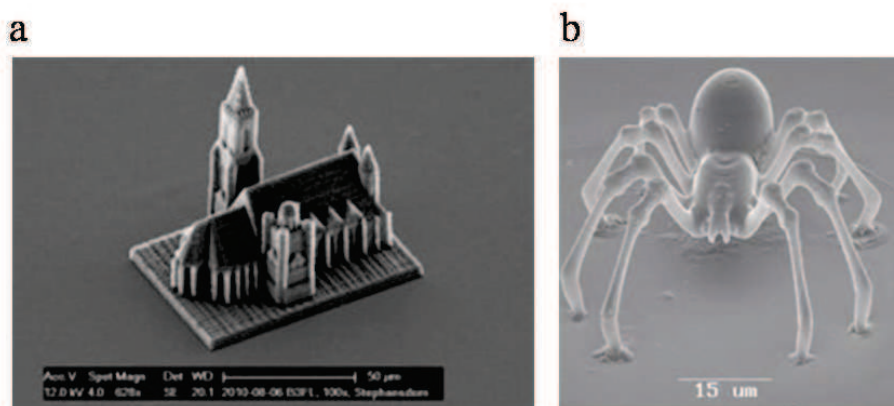 a
b
Acc.V Spot Magn Det WD 50 µm
12.0 kV 4.0 628x SE 20.1 2010-08-06 B3FL, 100x, Stephansdom
15 um